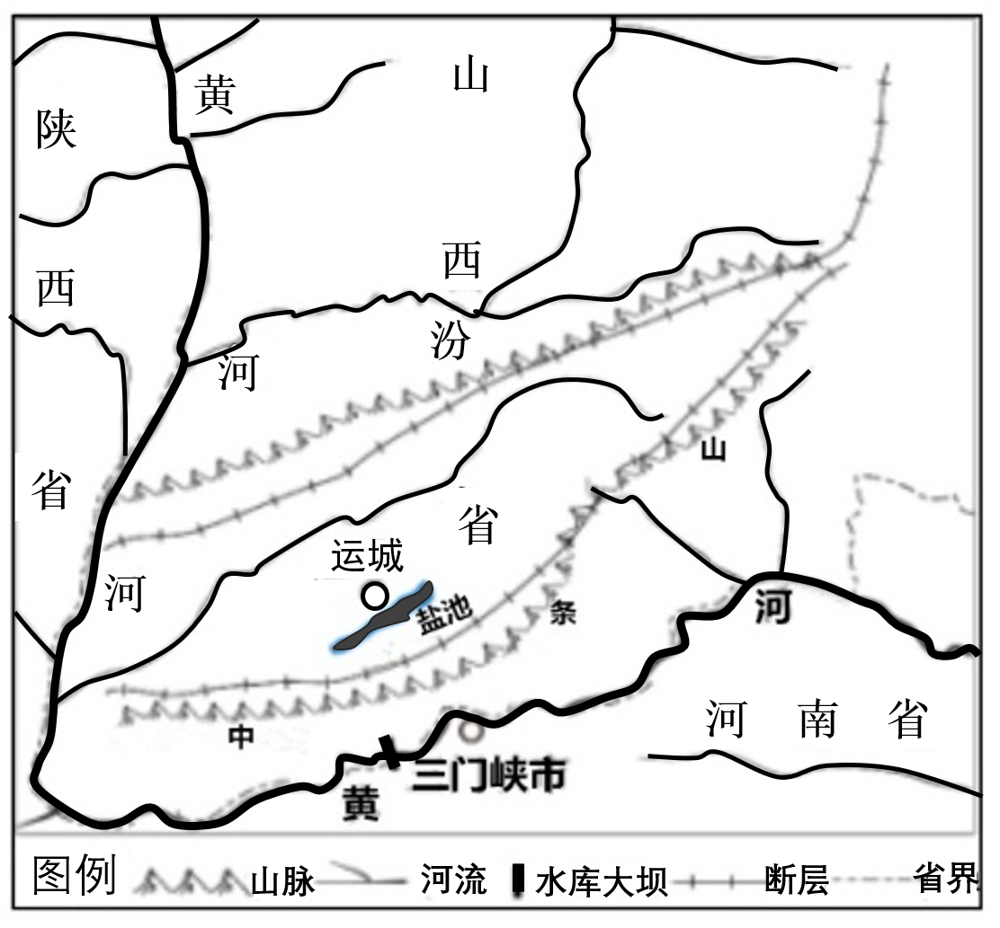 山
黄
陕
西
西
汾
河
山
省
省
运城
河
盐池
条
河
河南省
中
三门峡市
黄
图例 山脉 河流 水库大坝 断层 省界